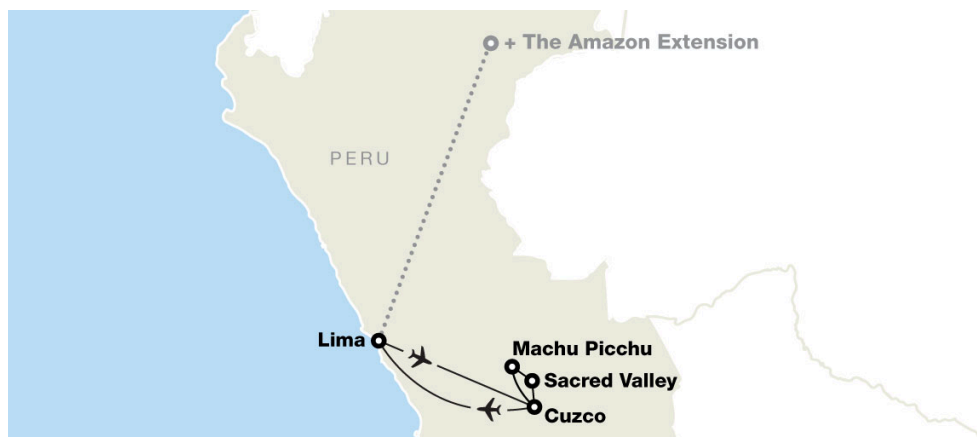 + The Amazon Extension
PERU
Lima
Machu Picchu
Sacred Valley
Cuzco